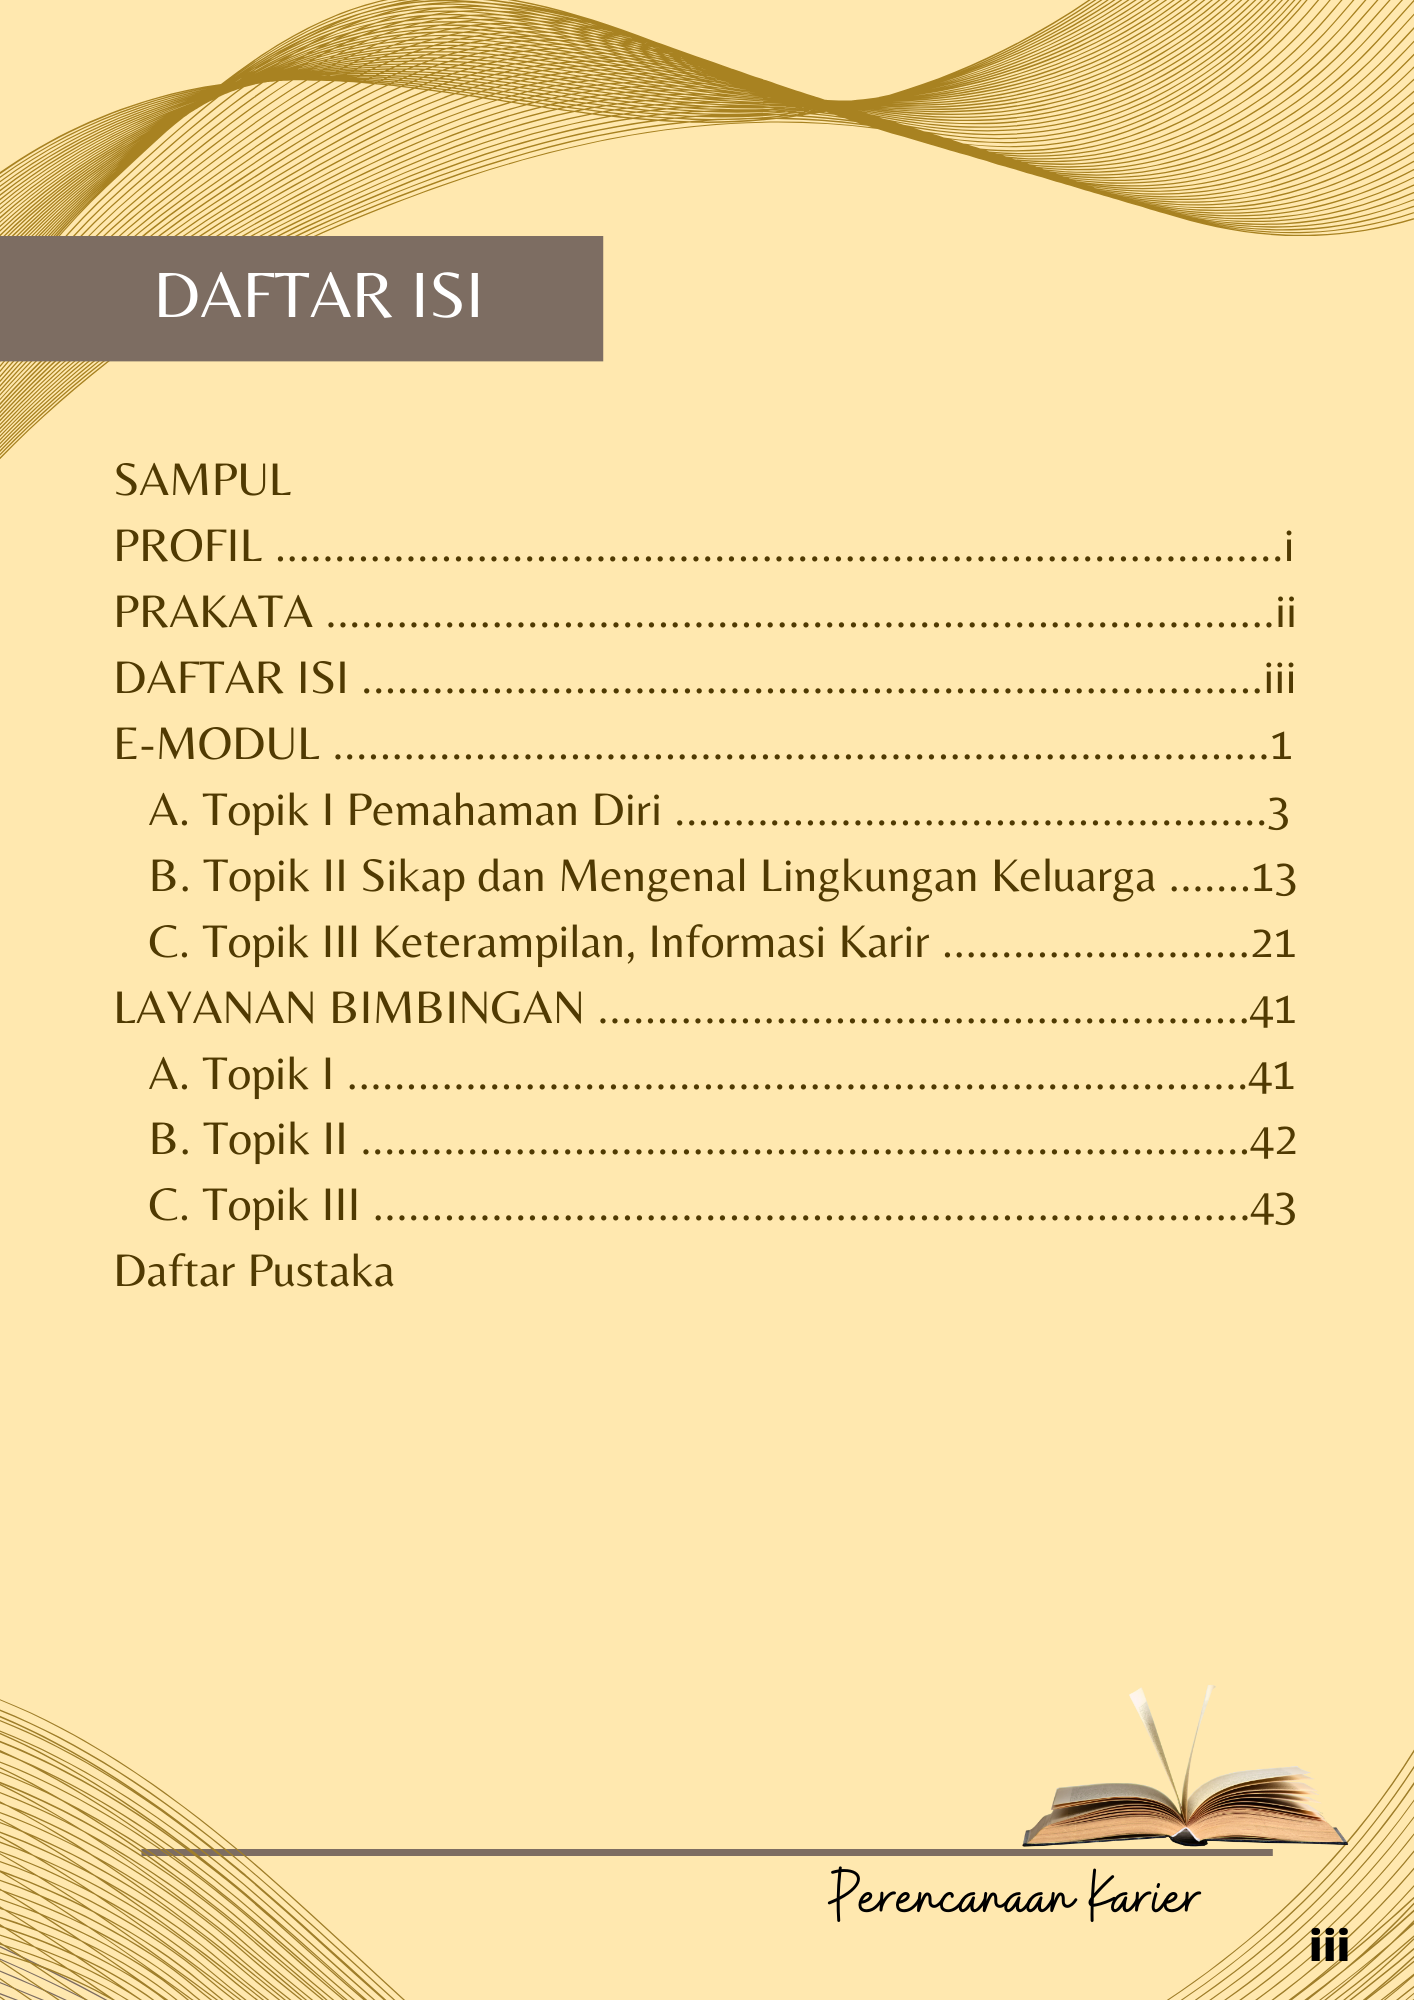 DAFTAR ISI
SAMPUL
PROFIL ......................................................................................i
PRAKATA .................................................................................ii
DAFTAR ISI .............................................................................iii
E-MODUL ................................................................................1
A. Topik I Pemahaman Diri ..................................................3
B. Topik II Sikap dan Mengenal Lingkungan Keluarga .......13
C. Topik III Keterampilan, Informasi Karir ..........................21
LAYANAN BIMBINGAN .......................................................41
A. Topik I .............................................................................41
B. Topik II ............................................................................42
C. Topik III ...........................................................................43
Daftar Pustaka
Perencanaan Karier
iii